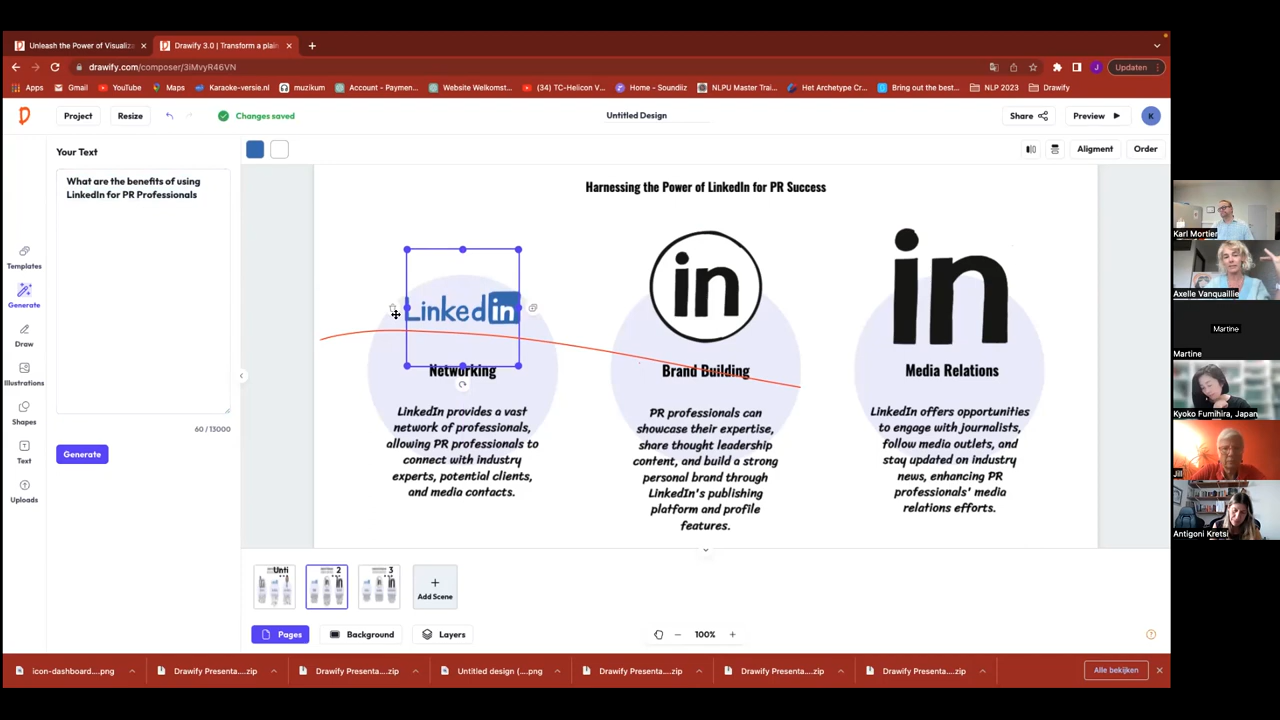 Unleash the Power of Visualiza
Drawify 3.0 | Transform a plain
drawify.com/composer/3iMvyR46VN
Updaten
Apps
Gmail
YouTube
Maps
Karaoke-versie.nl
muzikum
Account - Paymen...
Website Welkomst...
(34) TC-Helicon V...
Home - Soundiiz
NLPU Master Trai...
Het Archetype Cr...
Bring out the best...
NLP 2023
Drawify
Project
Resize
Changes saved
Untitled Design
Share
Preview
K
Your Text
Aligment
Order
What are the benefits of using
LinkedIn for PR Professionals
60 / 13000
Generate
Templates
Generate
Draw
Illustrations
Shapes
Text
Uploads
Harnessing the Power of LinkedIn for PR Success
Linkedin
in
in
Networking
Brand Building
Media Relations
LinkedIn provides a vast
network of professionals,
allowing PR professionals to
connect with industry
experts, potential clients,
and media contacts.
PR professionals can
showcase their expertise,
share thought leadership
content, and build a strong
personal brand through
LinkedIn's publishing
platform and profile
features.
LinkedIn offers opportunities
to engage with journalists,
follow media outlets, and
stay updated on industry
news, enhancing PR
professionals' media
relations efforts.
Unti
2
3
Add Scene
Pages
Background
Layers
100%
icon-dashboard....png
Drawify Presenta....zip
Drawify Presenta....zip
Untitled design (....png
Drawify Presenta....zip
Drawify Presenta....zip
Drawify Presenta....zip
Alle bekijken
Karl Mortier
Axelle Vanquaillie
Martine
Martine
Kyoko Fumihira, Japan
Jill
Antigoni Kretsi